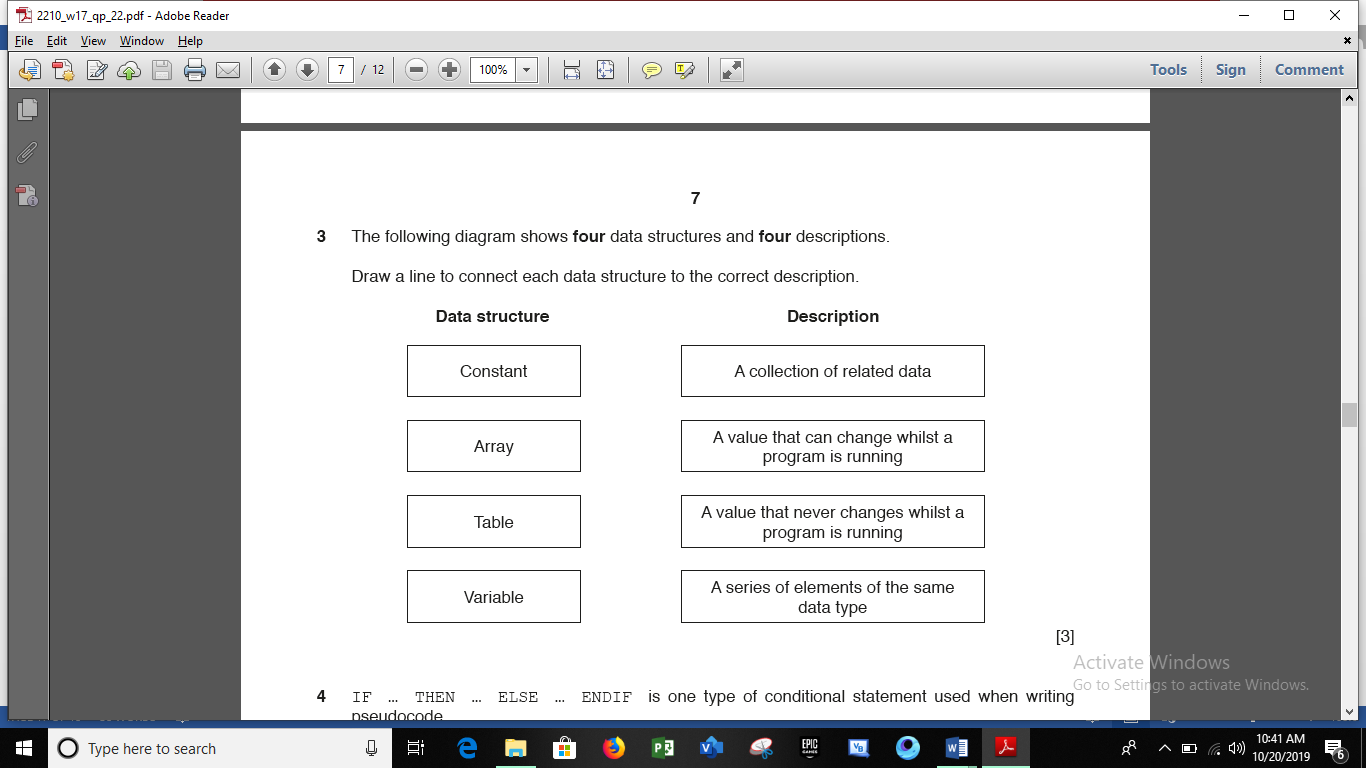 2210_w17_qp_22.pdf - Adobe Reader
File Edit View Window Help
7 / 12 100% Tools Sign Comment
7
3 The following diagram shows four data structures and four descriptions.
Draw a line to connect each data structure to the correct description.
Data structure Description
Constant A collection of related data
Array A value that can change whilst a
program is running
Table A value that never changes whilst a
program is running
Variable A series of elements of the same
data type
[3]
Activate Windows
Go to Settings to activate Windows.
4 IF … THEN … ELSE … ENDIF is one type of conditional statement used when writing
pseudocode
Type here to search
EPIC
GAMES
10:41 AM
10/20/2019
6